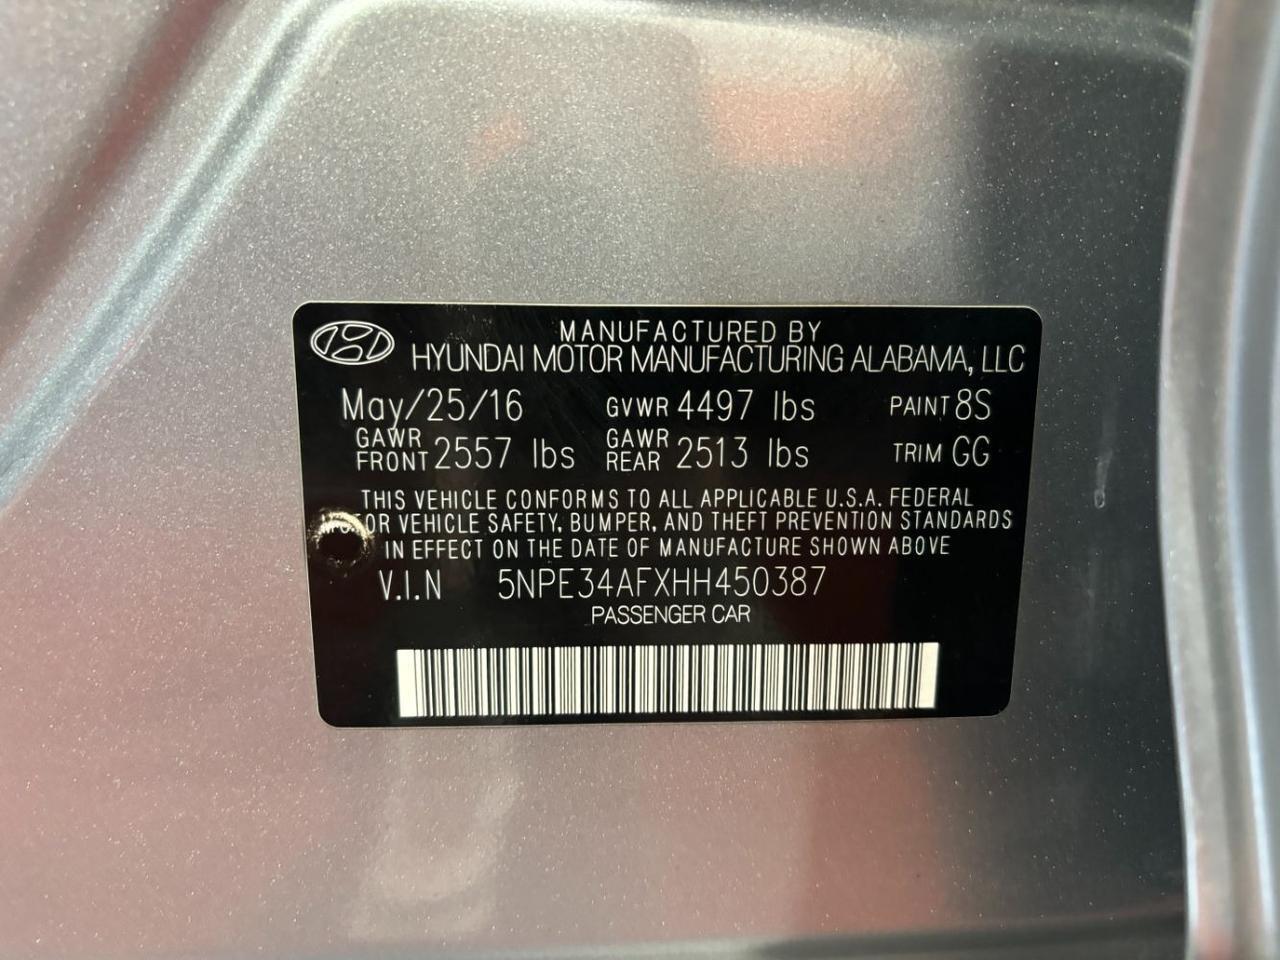 MANUFACTURED BY
HYUNDAI MOTOR MANUFACTURING ALABAMA, LLC
May/25/16 GVWR 4497 lbs PAINT 8S
GAWR FRONT 2557 lbs GAWR REAR 2513 lbs TRIM GG
THIS VEHICLE CONFORMS TO ALL APPLICABLE U.S.A. FEDERAL
VEHICLE SAFETY, BUMPER, AND THEFT PREVENTION STANDARDS
IN EFFECT ON THE DATE OF MANUFACTURE SHOWN ABOVE
V.I.N 5NPE34AFXHH450387
PASSENGER CAR